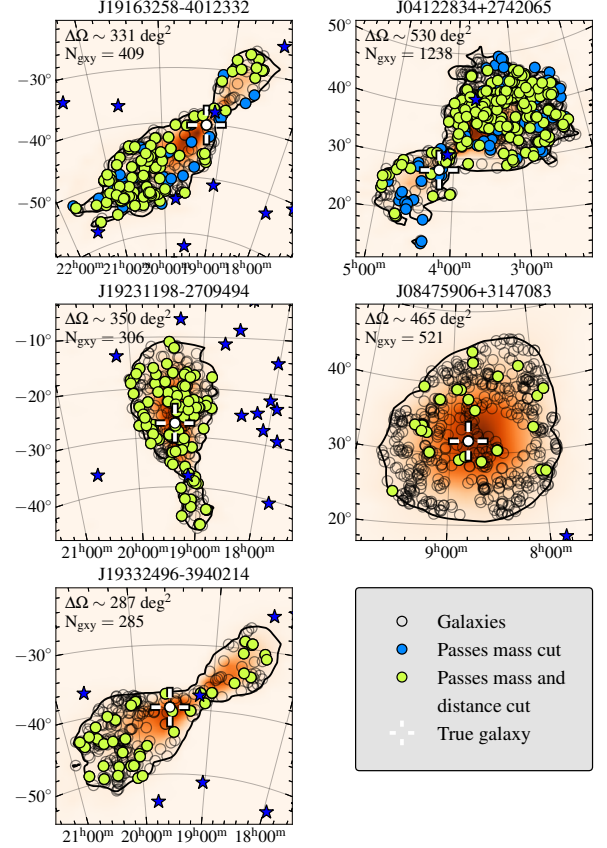 J19163258-4012332
ΔΩ ~ 331 deg²
N_gxy = 409
−30°
−40°
−50°
22ʰ00ᵐ 21ʰ00ᵐ 20ʰ00ᵐ 19ʰ00ᵐ 18ʰ00ᵐ
J04122834+2742065
ΔΩ ~ 530 deg²
N_gxy = 1238
50°
40°
30°
20°
5ʰ00ᵐ 4ʰ00ᵐ 3ʰ00ᵐ
J19231198-2709494
ΔΩ ~ 350 deg²
N_gxy = 306
−10°
−20°
−30°
−40°
21ʰ00ᵐ 20ʰ00ᵐ 19ʰ00ᵐ 18ʰ00ᵐ
J08475906+3147083
ΔΩ ~ 465 deg²
N_gxy = 521
40°
30°
20°
9ʰ00ᵐ 8ʰ00ᵐ
J19332496-3940214
ΔΩ ~ 287 deg²
N_gxy = 285
−30°
−40°
−50°
21ʰ00ᵐ 20ʰ00ᵐ 19ʰ00ᵐ 18ʰ00ᵐ
Galaxies
Passes mass cut
Passes mass and
distance cut
True galaxy